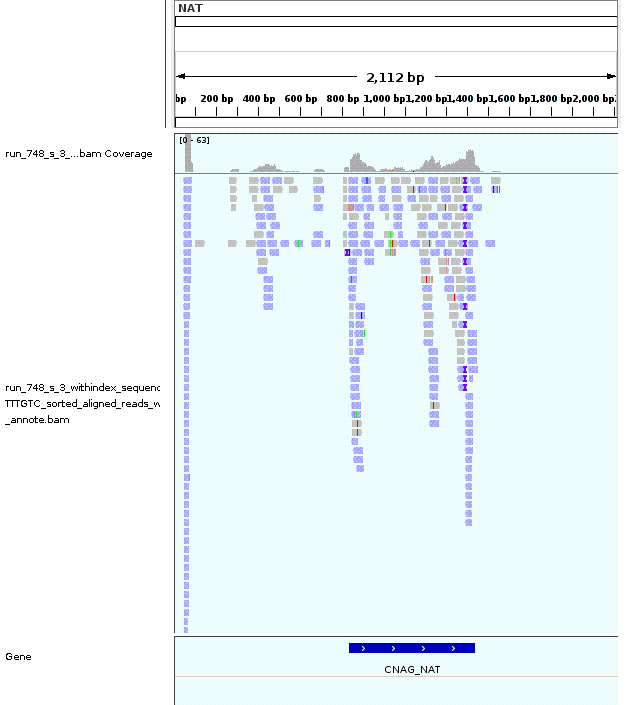 NAT
2,112 bp
bp 200 bp 400 bp 600 bp 800 bp 1,000 bp 1,200 bp 1,400 bp 1,600 bp 1,800 bp 2,000 bp
[0 - 63]
run_748_s_3_...bam Coverage
run_748_s_3_withindex_sequenc
TTTGTC_sorted_aligned_reads_w
_annote.bam
Gene
CNAG_NAT